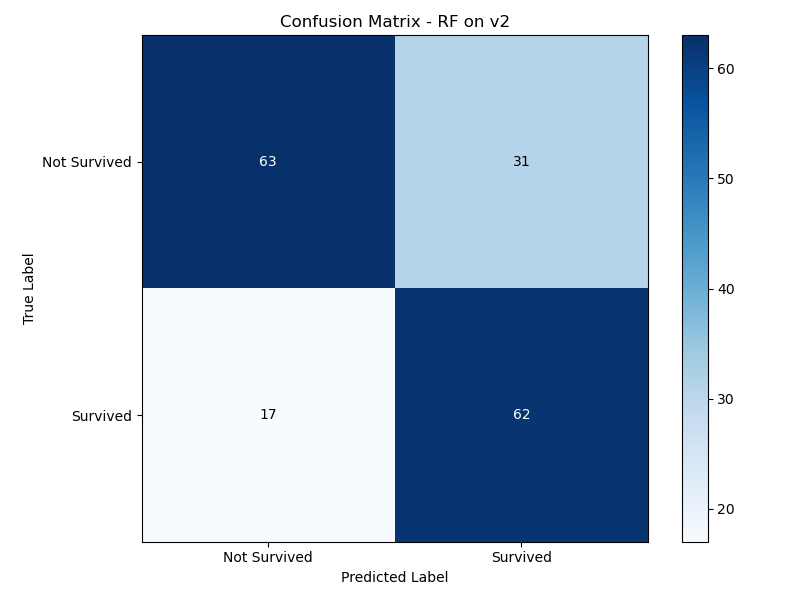 Confusion Matrix - RF on v2
True Label
Not Survived
Survived
63
31
17
62
Not Survived
Survived
Predicted Label
60
50
40
30
20